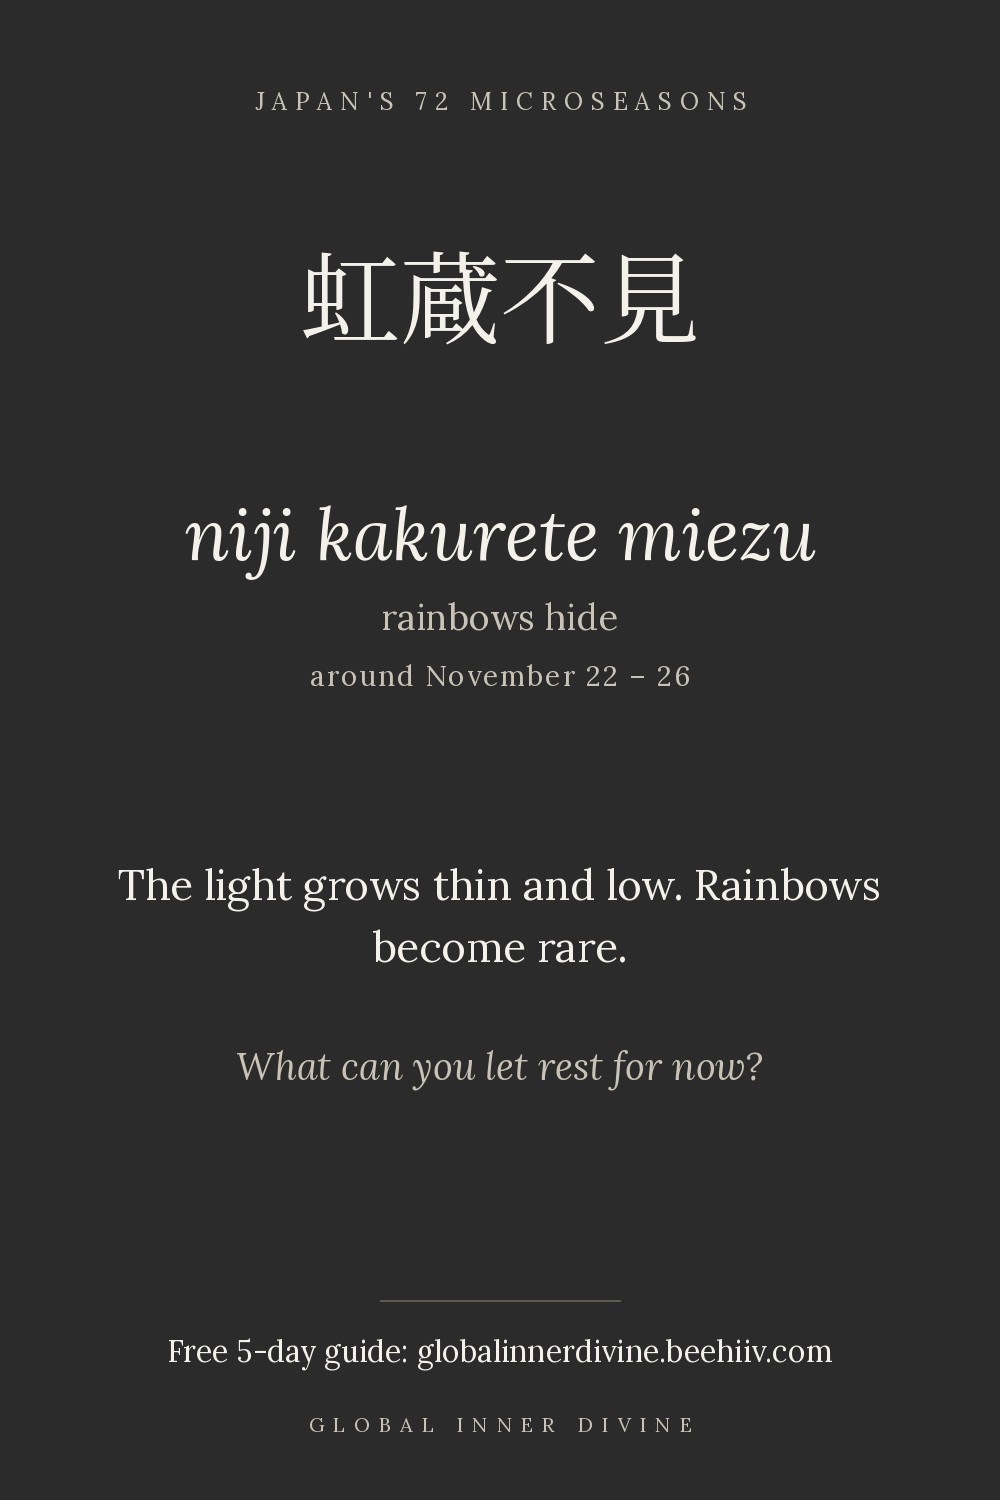 JAPAN'S 72 MICROSEASONS
虹蔵不見
niji kakurete miezu
rainbows hide
around November 22 – 26
The light grows thin and low. Rainbows
become rare.
What can you let rest for now?
Free 5-day guide: globalinnerdivine.beehiiv.com
GLOBAL INNER DIVINE